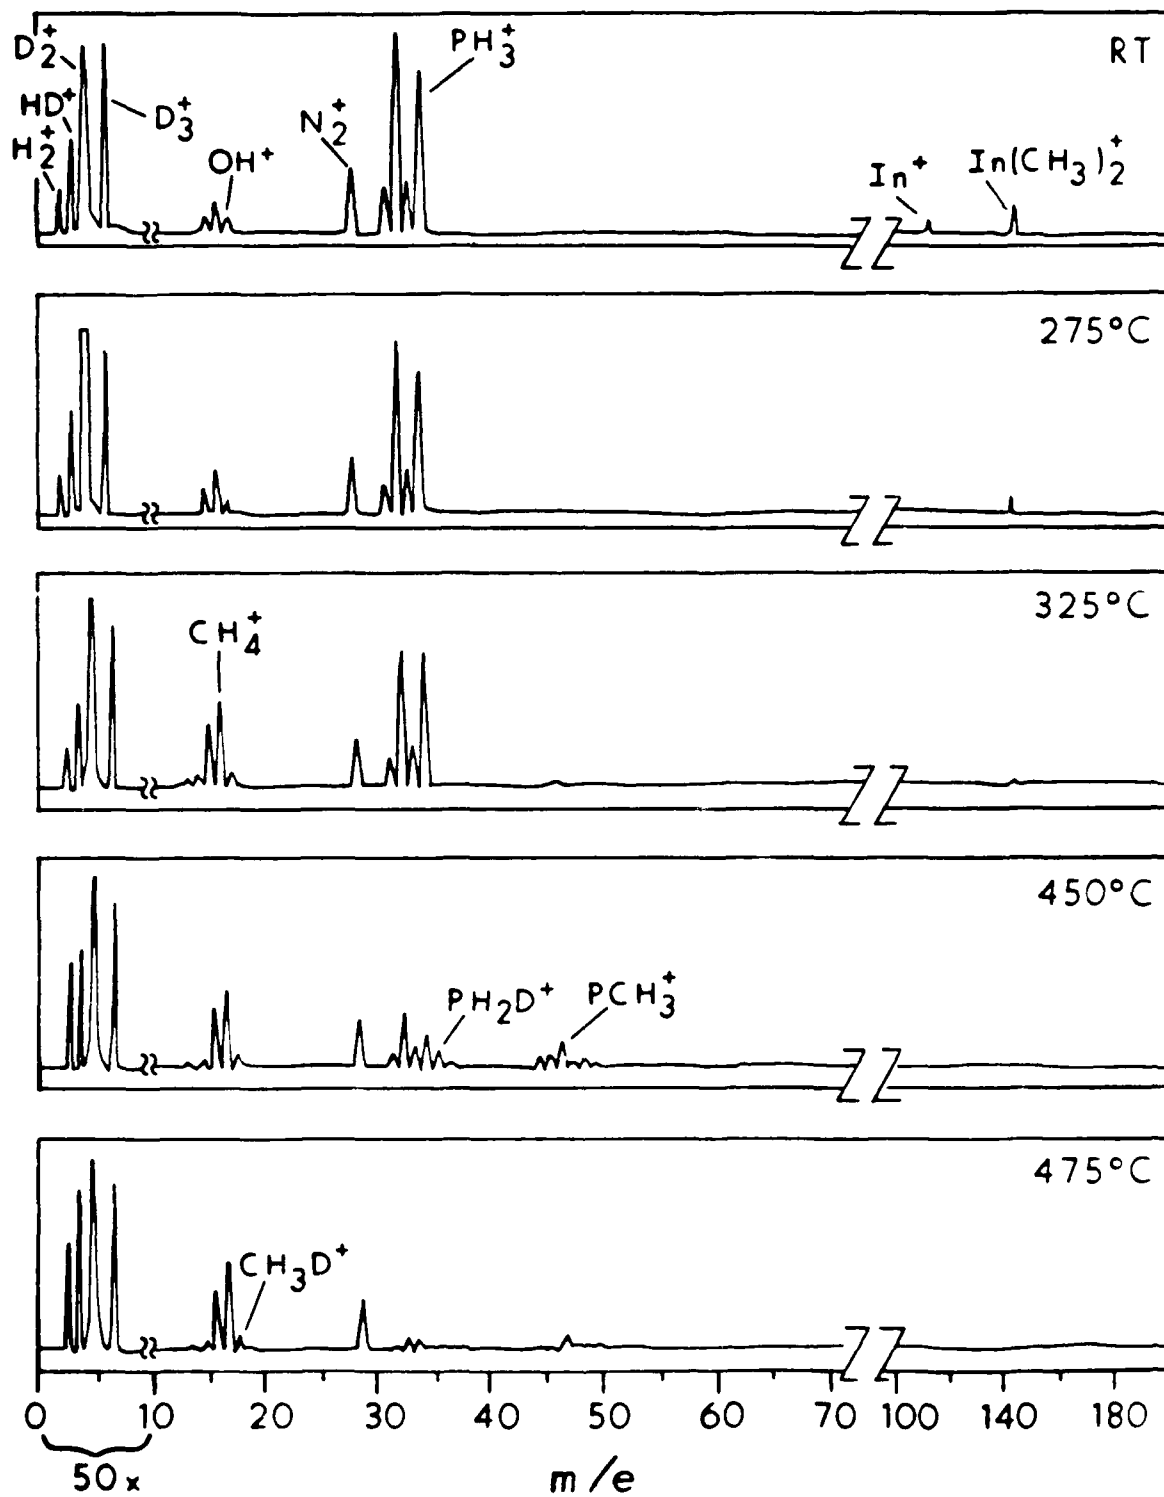 RT
D₂⁺
HD⁺
H₂⁺
D₃⁺
OH⁺
N₂⁺
PH₃⁺
In⁺
In(CH₃)₂⁺
275°C
325°C
CH₄⁺
450°C
PH₂D⁺
PCH₃⁺
475°C
CH₃D⁺
0 10 20 30 40 50 60 70 100 140 180
50x
m/e